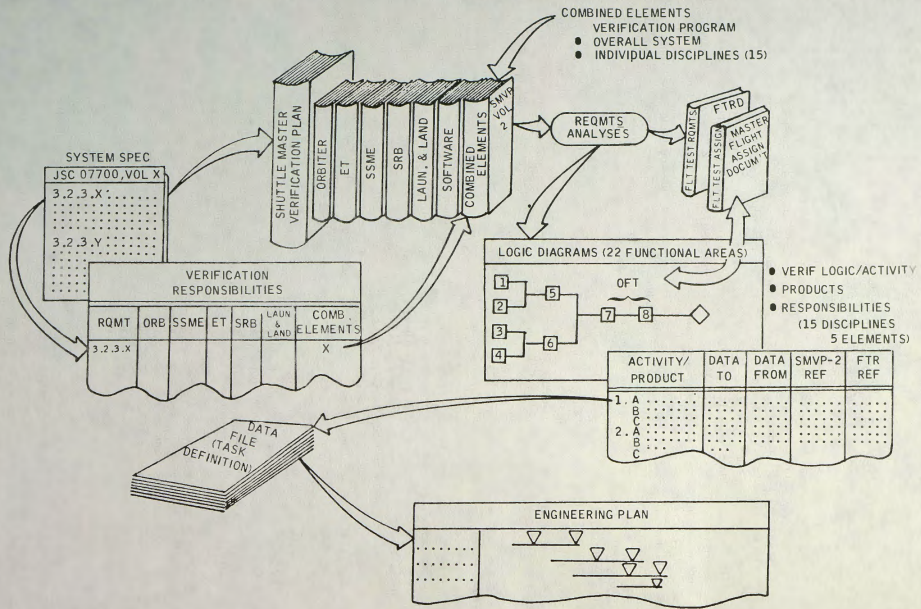 COMBINED ELEMENTS
VERIFICATION PROGRAM
● OVERALL SYSTEM
● INDIVIDUAL DISCIPLINES (15)
SHUTTLE MASTER
VERIFICATION PLAN
ORBITER
ET
SSME
SRB
LAUN. & LAND
SOFTWARE
COMBINED
ELEMENTS
SMVP
VOL
2
REQMTS
ANALYSES
FLT TEST RQMTS
FTRD
FLT TEST ASSIGN
MASTER
FLIGHT
ASSIGN
DOCUM'T
SYSTEM SPEC
JSC 07700, VOL X
3.2.3.X
3.2.3.Y
VERIFICATION
RESPONSIBILITIES
RQMT
ORB
SSME
ET
SRB
LAUN
&
LAND
COMB.
ELEMENTS
3.2.3.X
X
LOGIC DIAGRAMS (22 FUNCTIONAL AREAS)
1
2
3
4
5
6
OFT
7
8
● VERIF LOGIC/ACTIVITY
● PRODUCTS
● RESPONSIBILITIES
(15 DISCIPLINES
5 ELEMENTS)
ACTIVITY/
PRODUCT
DATA
TO
DATA
FROM
SMVP-2
REF
FTR
REF
1. A
B
C
2. A
B
C
DATA
FILE
(TASK
DEFINITION)
ENGINEERING PLAN